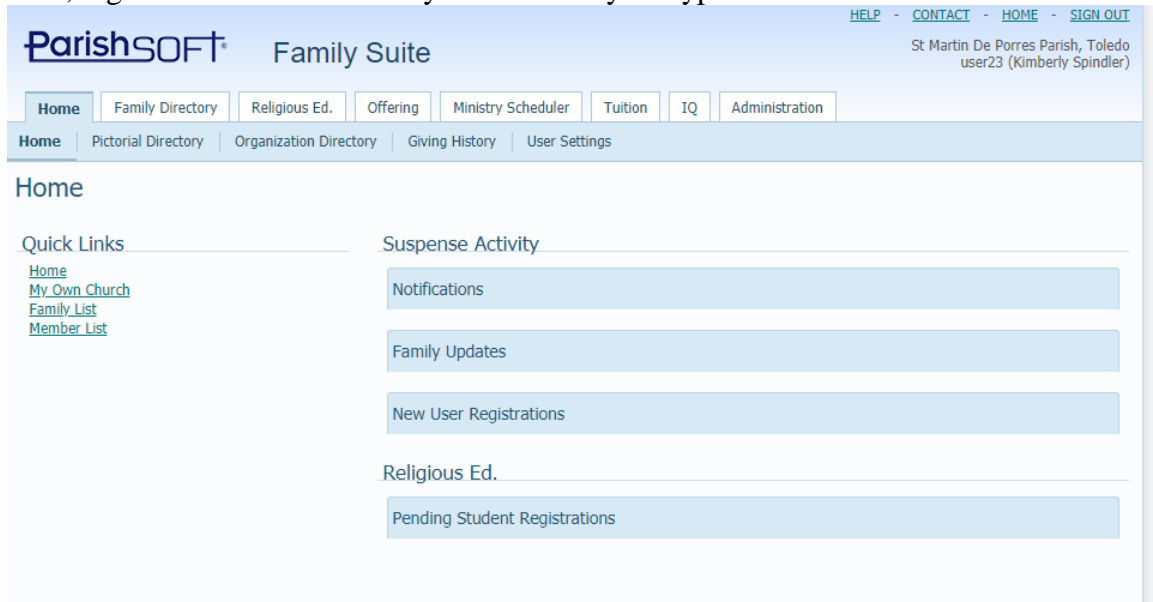 HELP - CONTACT - HOME - SIGN OUT
ParishSOFT Family Suite
St Martin De Porres Parish, Toledo
user23 (Kimberly Spindler)
Home Family Directory Religious Ed. Offering Ministry Scheduler Tuition IQ Administration
Home Pictorial Directory Organization Directory Giving History User Settings
Home
Quick Links
Home
My Own Church
Family List
Member List
Suspense Activity
Notifications
Family Updates
New User Registrations
Religious Ed.
Pending Student Registrations